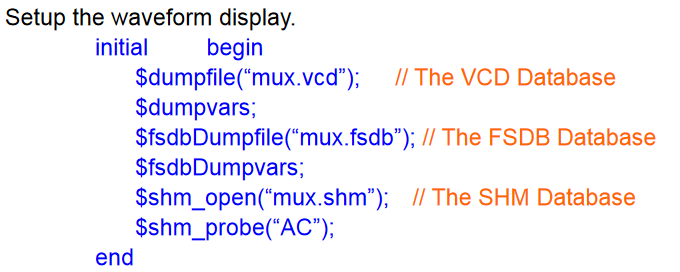 Setup the waveform display.
initial begin
$dumpfile(“mux.vcd”); // The VCD Database
$dumpvars;
$fsdbDumpfile(“mux.fsdb”); // The FSDB Database
$fsdbDumpvars;
$shm_open(“mux.shm”); // The SHM Database
$shm_probe(“AC”);
end